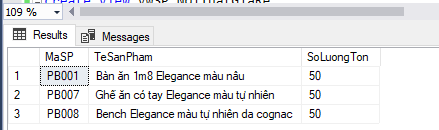 109 %
Results Messages
MaSP TeSanPham SoLuongTon
1 PB001 Bàn ăn 1m8 Elegance màu nâu 50
2 PB007 Ghế ăn có tay Elegance màu tự nhiên 50
3 PB008 Bench Elegance màu tự nhiên da cognac 50